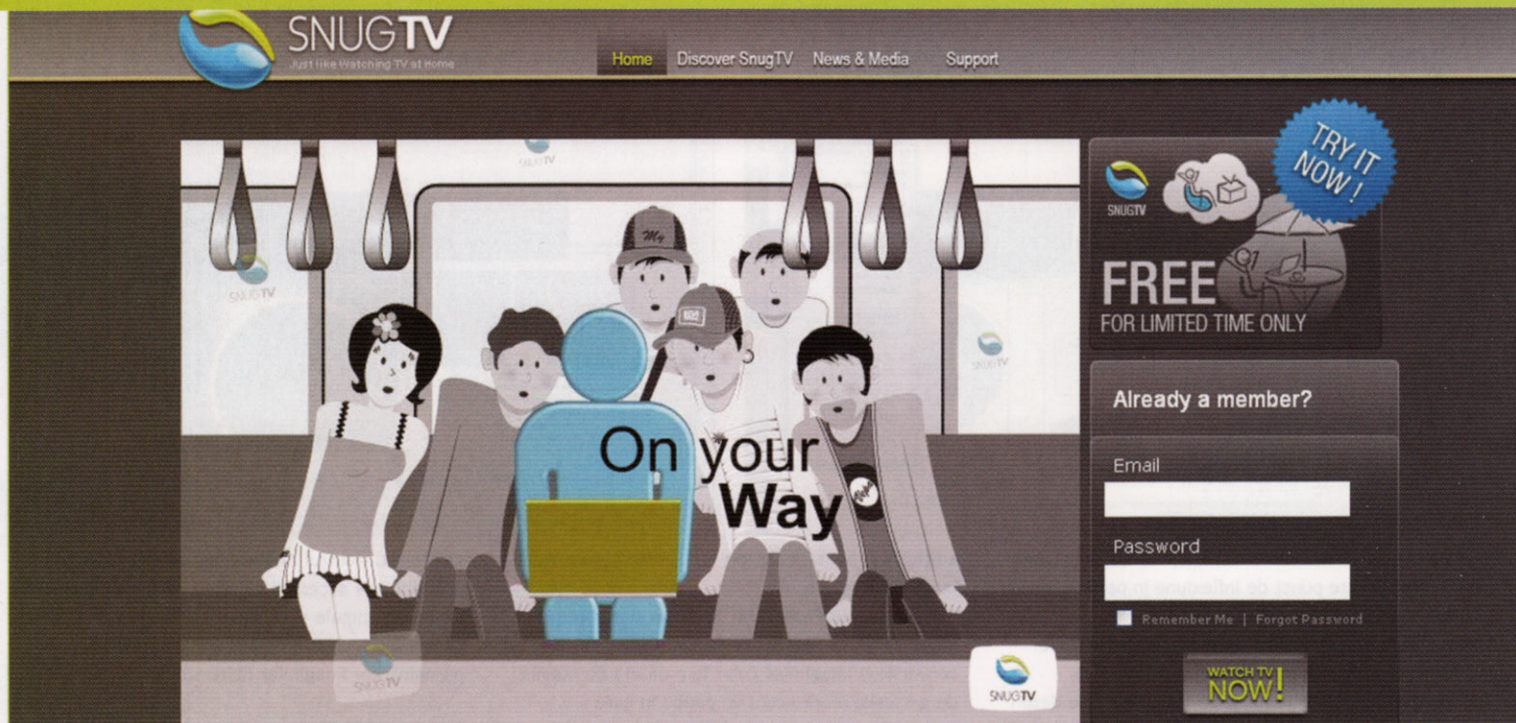 SNUGTV
Just like Watching TV at Home
Home
Discover SnugTV
News & Media
Support
SNUGTV
My
SNUGTV
SNUGTV
On your
Way
SNUGTV
SNUGTV
TRY IT
NOW !
SNUGTV
FREE
FOR LIMITED TIME ONLY
Already a member?
Email
Password
Remember Me | Forgot Password
WATCH TV
NOW!